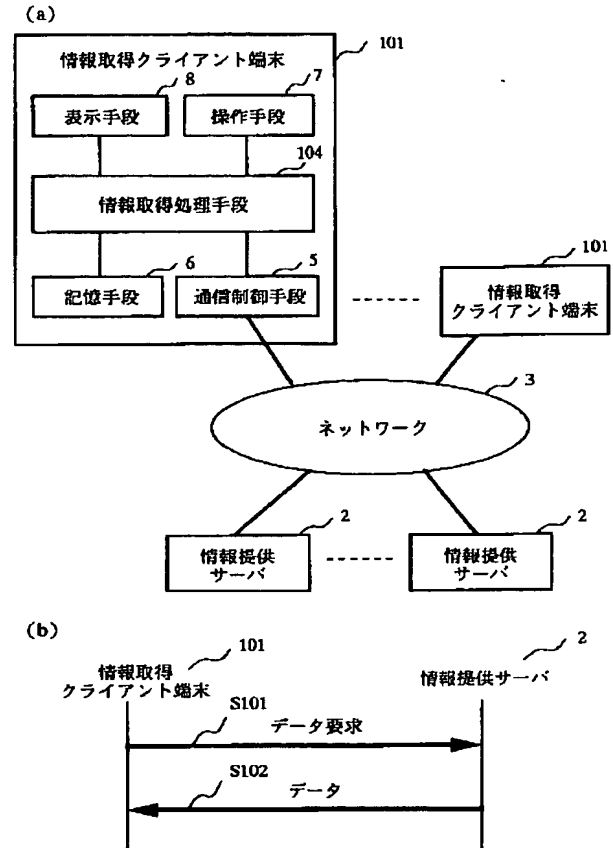 (a)
101
情報取得クライアント端末
8
7
表示手段
操作手段
104
情報取得処理手段
6
5
記憶手段
通信制御手段
101
情報取得
クライアント端末
3
ネットワーク
2
2
情報提供
サーバ
情報提供
サーバ
(b)
101
2
情報取得
クライアント端末
情報提供サーバ
S101
データ要求
S102
データ